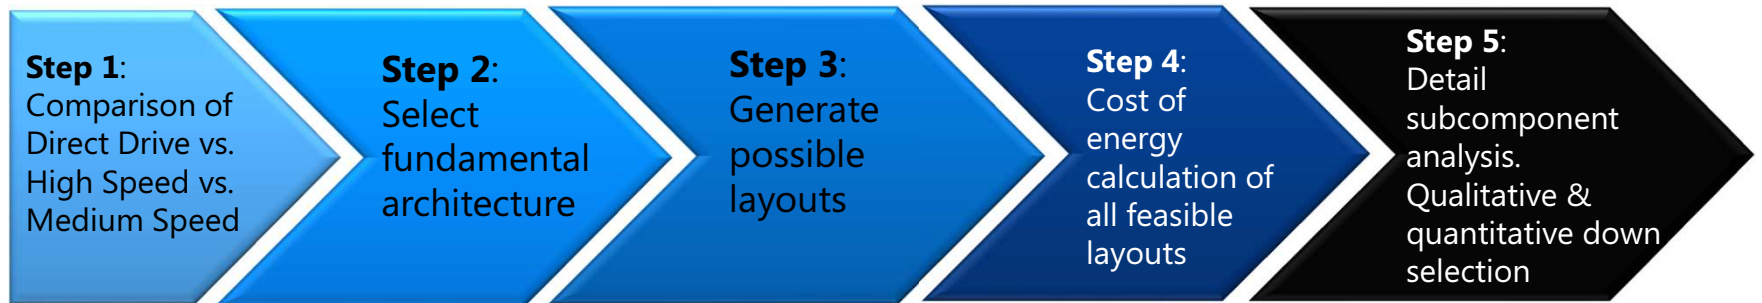 Step 1:
Comparison of
Direct Drive vs.
High Speed vs.
Medium Speed
Step 2:
Select
fundamental
architecture
Step 3:
Generate
possible
layouts
Step 4:
Cost of
energy
calculation of
all feasible
layouts
Step 5:
Detail
subcomponent
analysis.
Qualitative &
quantitative down
selection